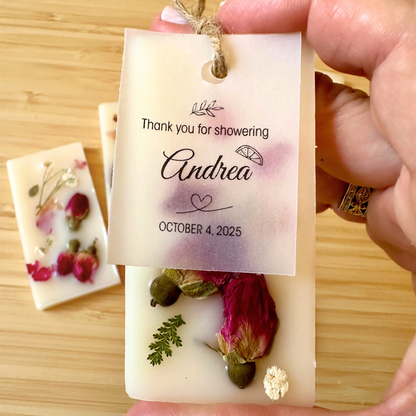 Thank you for showering
Andrea
OCTOBER 4, 2025